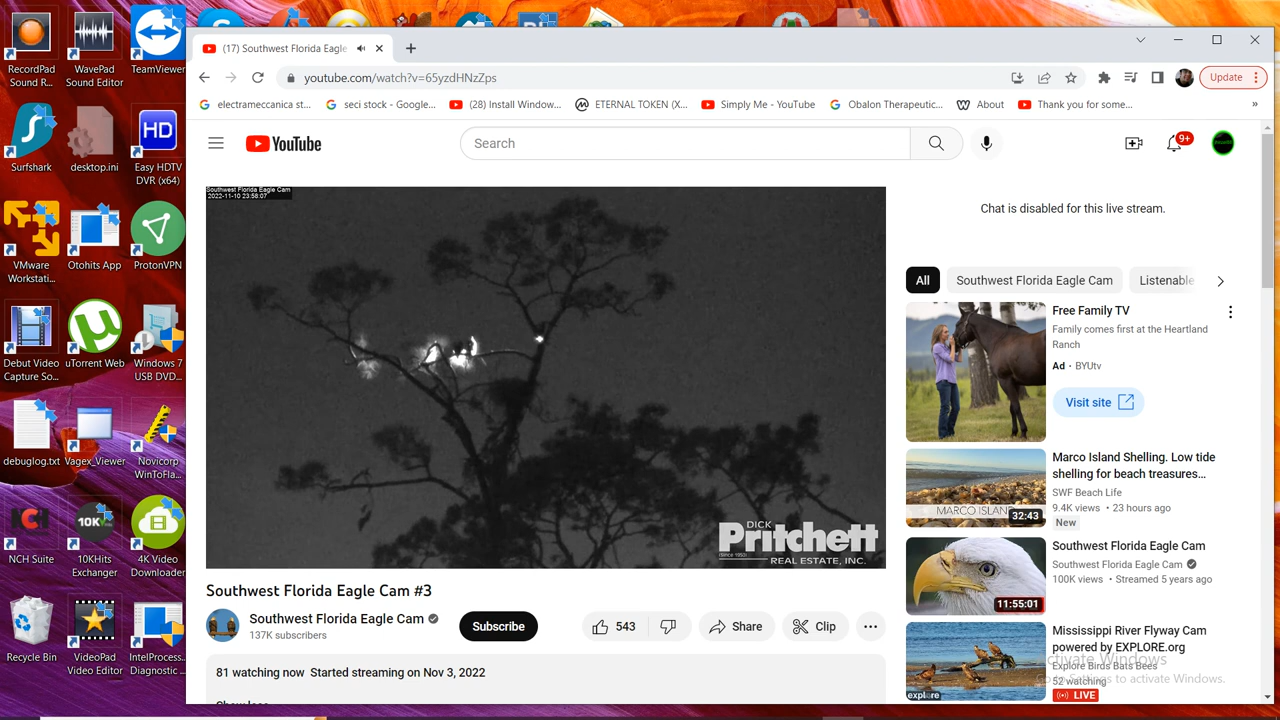 RecordPad
Sound R...
WavePad
Sound Editor
TeamViewer
Surfshark
desktop.ini
HD
Easy HDTV
DVR (x64)
VMware
Workstati...
Otohits App
ProtonVPN
Debut Video
Capture So...
uTorrent Web
Windows 7
USB DVD...
debuglog.txt
Vagex_Viewer
Novicorp
WinToFla...
NCH Suite
10K
10KHits
Exchanger
4K Video
Downloader
Recycle Bin
VideoPad
Video Editor
IntelProcess...
Diagnostic ...
(17) Southwest Florida Eagle
youtube.com/watch?v=65yzdHNzZps
Update
electrameccanica st...
seci stock - Google...
(28) Install Window...
ETERNAL TOKEN (X...
Simply Me - YouTube
Obalon Therapeutic...
About
Thank you for some...
»
YouTube
Search
9+
Southwest Florida Eagle Cam
2022-11-10 23:58:07
DICK
Pritchett
(since 1950)
REAL ESTATE, INC.
Southwest Florida Eagle Cam #3
Southwest Florida Eagle Cam
137K subscribers
Subscribe
543
Share
Clip
81 watching now Started streaming on Nov 3, 2022
Show less
Chat is disabled for this live stream.
All
Southwest Florida Eagle Cam
Listenable
Free Family TV
Family comes first at the Heartland
Ranch
Ad · BYUtv
Visit site
Marco Island Shelling. Low tide
shelling for beach treasures...
SWF Beach Life
9.4K views • 23 hours ago
New
MARCO ISLAND
32:43
Southwest Florida Eagle Cam
Southwest Florida Eagle Cam
100K views • Streamed 5 years ago
11:55:01
Mississippi River Flyway Cam
powered by EXPLORE.org
Explore Birds Bats Bees
52 watching
LIVE
explore
Activate Windows
Go to Settings to activate Windows.